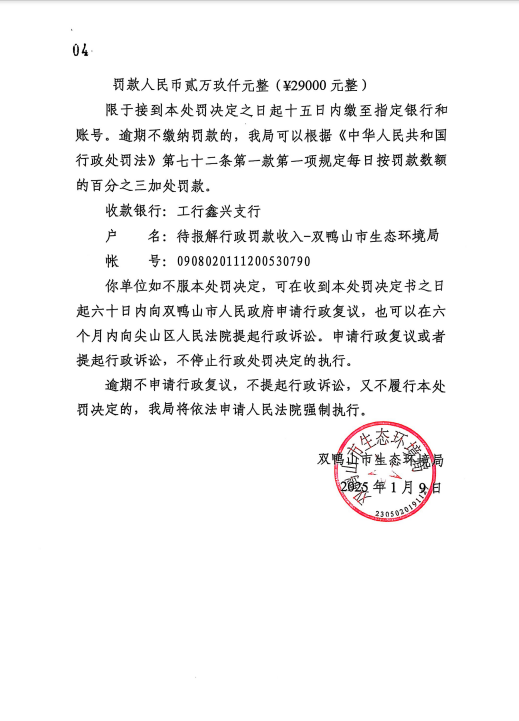 04
罚款人民币贰万玖仟元整（¥29000 元整）
限于接到本处罚决定之日起十五日内缴至指定银行和
账号。逾期不缴纳罚款的，我局可以根据《中华人民共和国
行政处罚法》第七十二条第一款第一项规定每日按罚款数额
的百分之三加处罚款。
收款银行：工行鑫兴支行
户 名：待报解行政罚款收入-双鸭山市生态环境局
帐 号：0908020111200530790
你单位如不服本处罚决定，可在收到本处罚决定书之日
起六十日内向双鸭山市人民政府申请行政复议，也可以在六
个月内向尖山区人民法院提起行政诉讼。申请行政复议或者
提起行政诉讼，不停止行政处罚决定的执行。
逾期不申请行政复议，不提起行政诉讼，又不履行本处
罚决定的，我局将依法申请人民法院强制执行。
双鸭山市生态环境局
2025 年 1 月 9 日
双鸭山市生态环境局